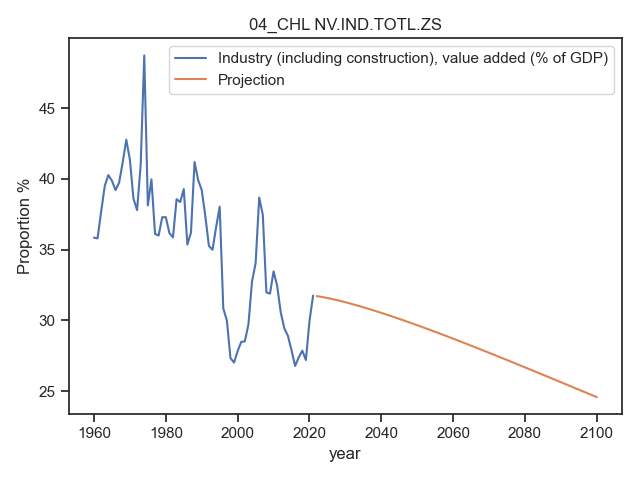 04_CHL NV.IND.TOTL.ZS
Industry (including construction), value added (% of GDP)
Projection
Proportion %
45
40
35
30
25
1960 1980 2000 2020 2040 2060 2080 2100
year